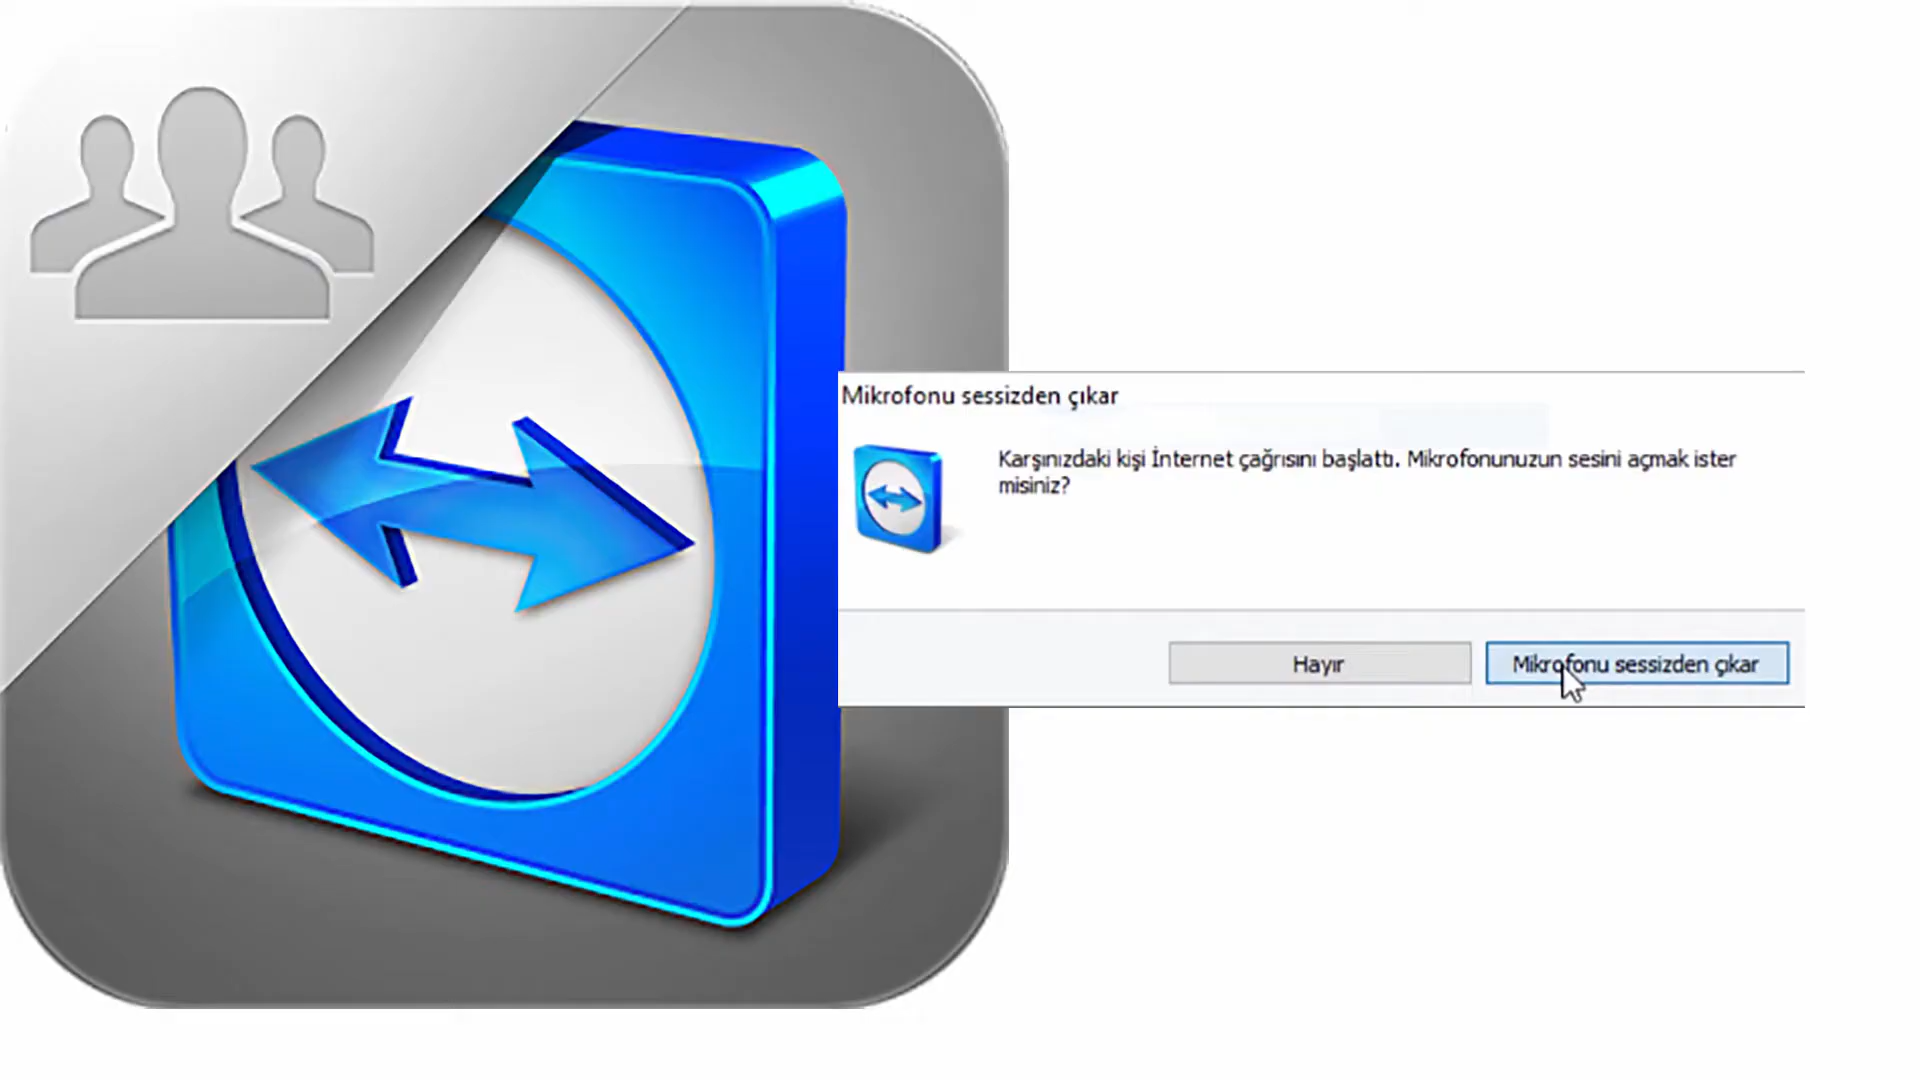 Mikrofonu sessizden çıkar
Karşınızdaki kişi İnternet çağrısını başlattı. Mikrofonunuzun sesini açmak ister
misiniz?
Hayır
Mikrofonu sessizden çıkar